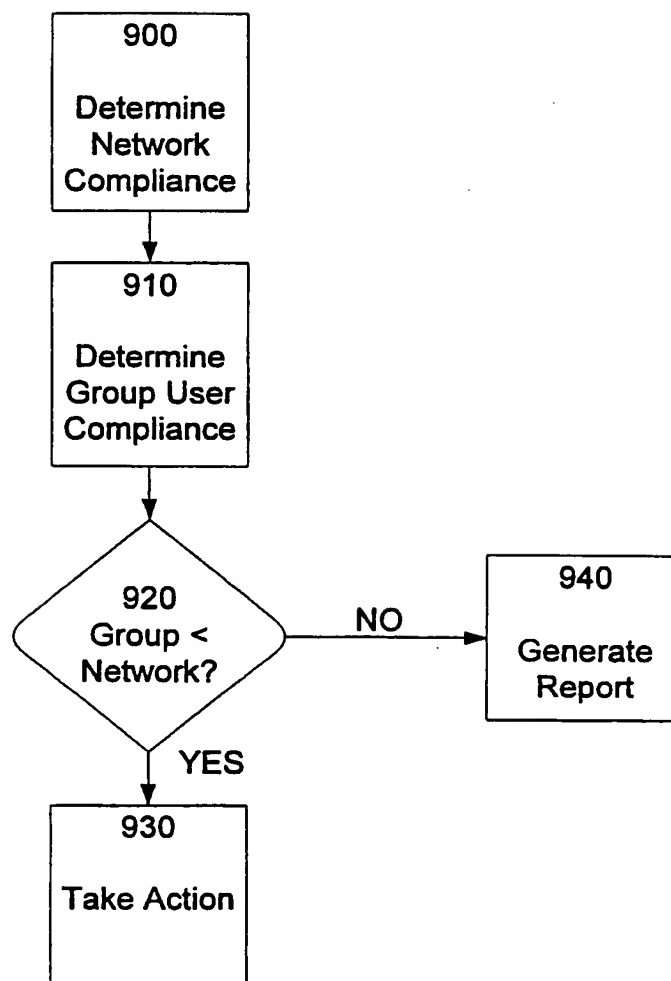 900
Determine
Network
Compliance
910
Determine
Group User
Compliance
920
Group <
Network?
NO
940
Generate
Report
YES
930
Take Action